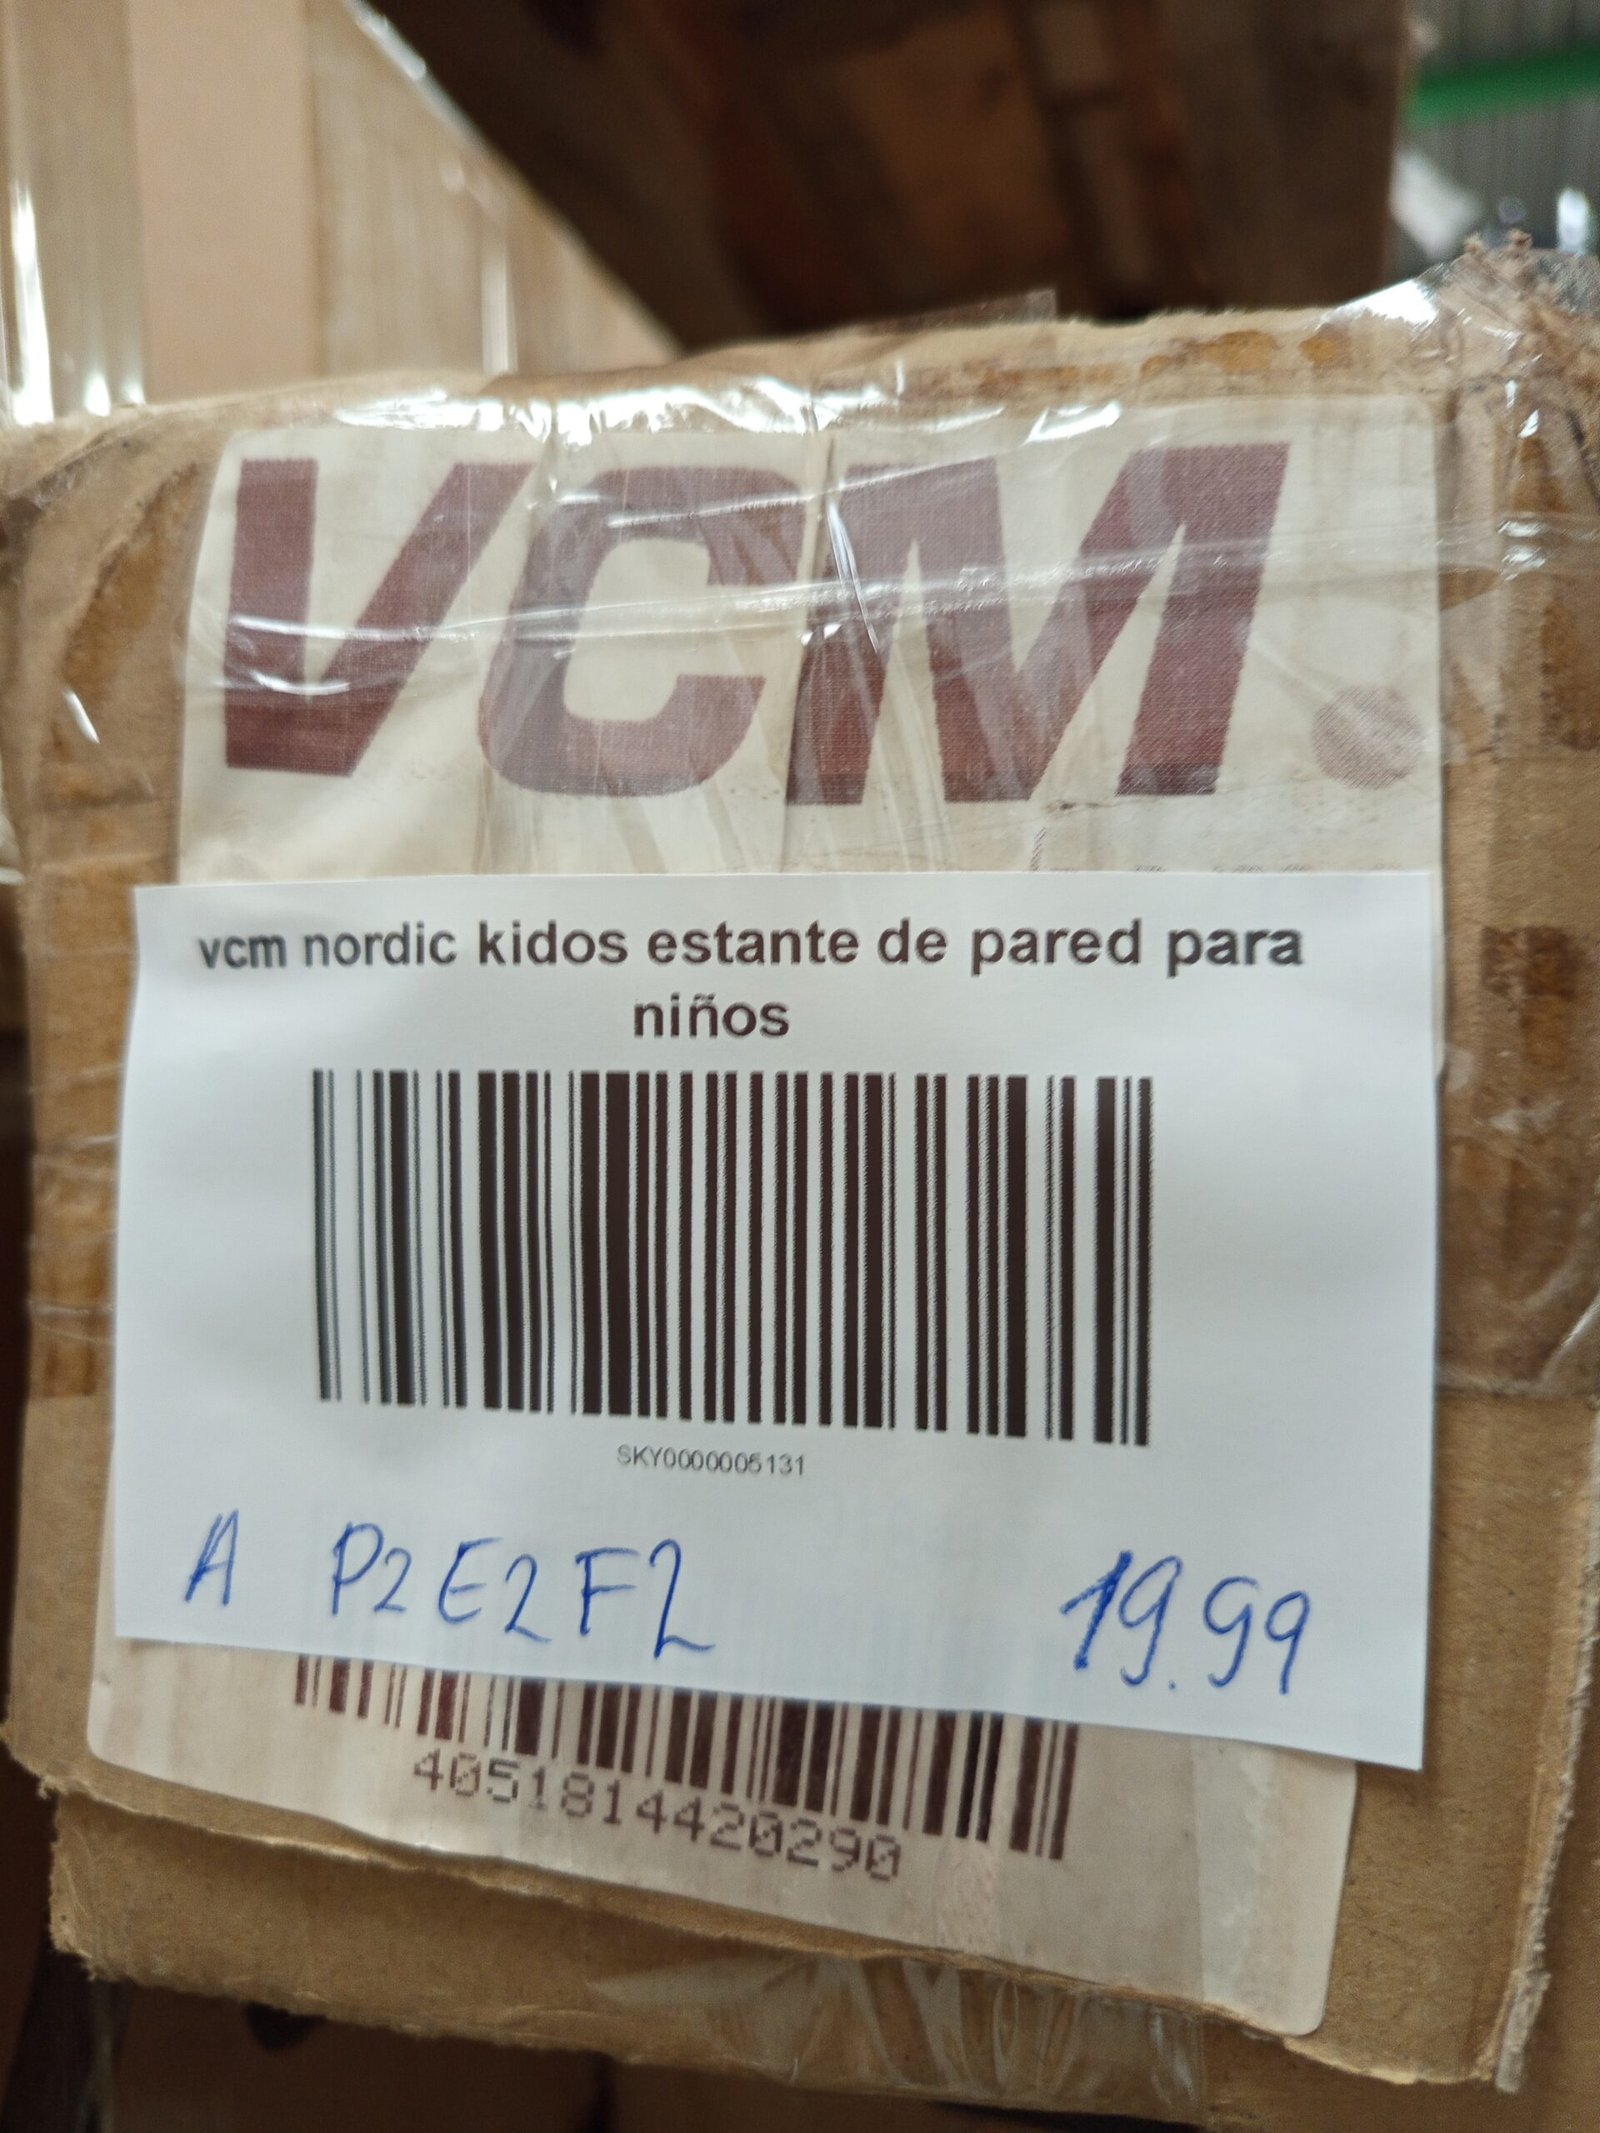 VCM.
vcm nordic kidos estante de pared para
niños
SKY0000005131
A P2E2F2 19.99
4051814420290